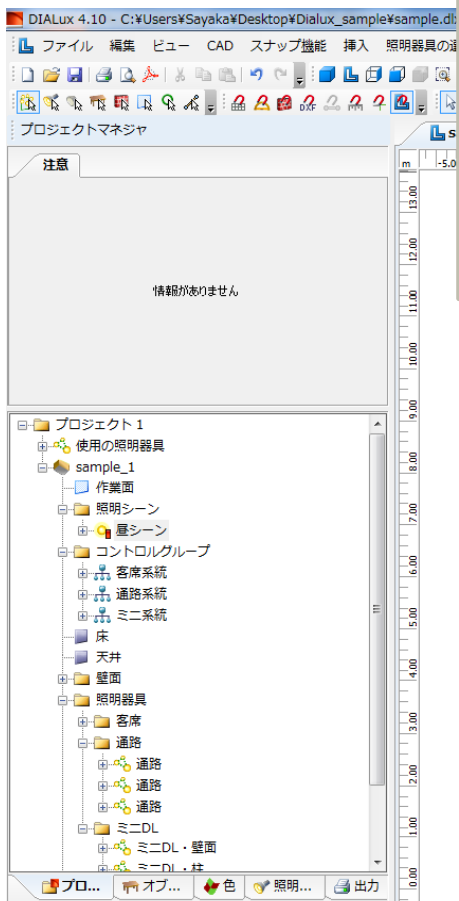 DIALux 4.10 - C:¥Users¥Sayaka¥Desktop¥Dialux_sample¥sample.dl
ファイル 編集 ビュー CAD スナップ機能 挿入 照明器具の
DXF
プロジェクトマネジャ
注意
情報がありません
m -5.0
13.00
12.00
11.00
10.00
9.00
8.00
7.00
6.00
5.00
4.00
3.00
2.00
1.00
0.00
プロジェクト 1
使用の照明器具
sample_1
作業面
照明シーン
昼シーン
コントロールグループ
客席系統
通路系統
ミニ系統
床
天井
壁面
照明器具
客席
通路
通路
通路
通路
ミニDL
ミニDL・壁面
ミニDL・柱
プロ... オブ... 色 照明... 出力